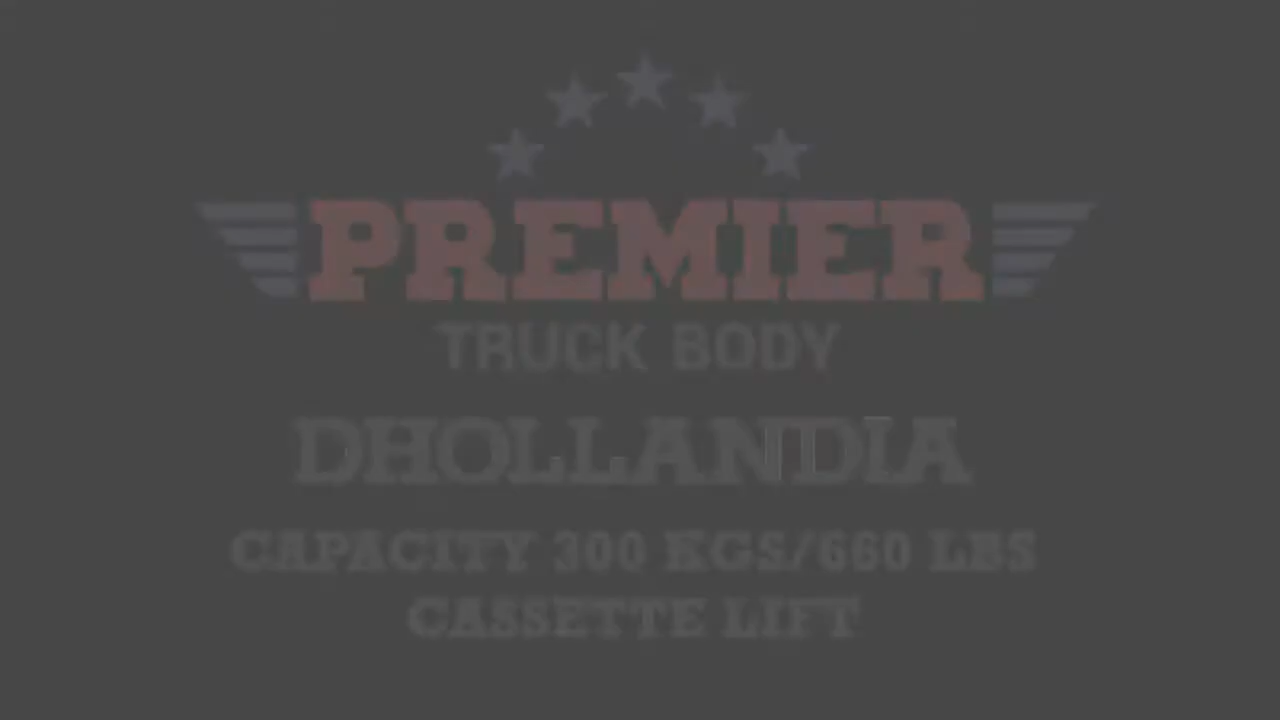 PREMIER
TRUCK BODY
DHOLLANDIA
CAPACITY 300 KGS/660 LBS
CASSETTE LIFT